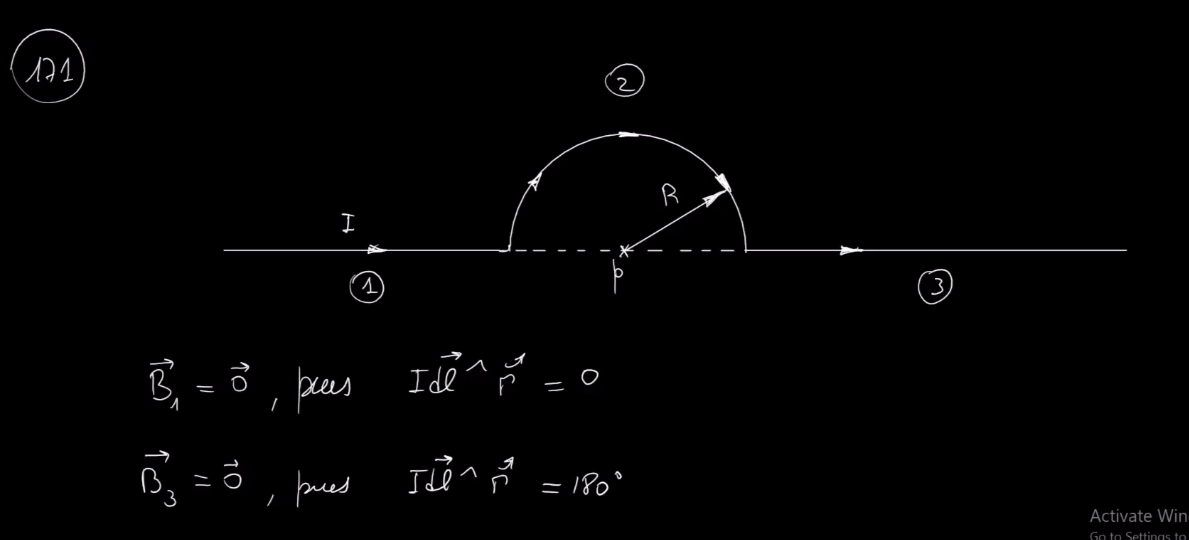 171
2
R
I
p
1
3
B⃗₁ = 0⃗ , pues Idl⃗ ^ r⃗ = 0
B⃗₃ = 0⃗ , pues Idl⃗ ^ r⃗ = 180°
Activate Win
Go to Settings to